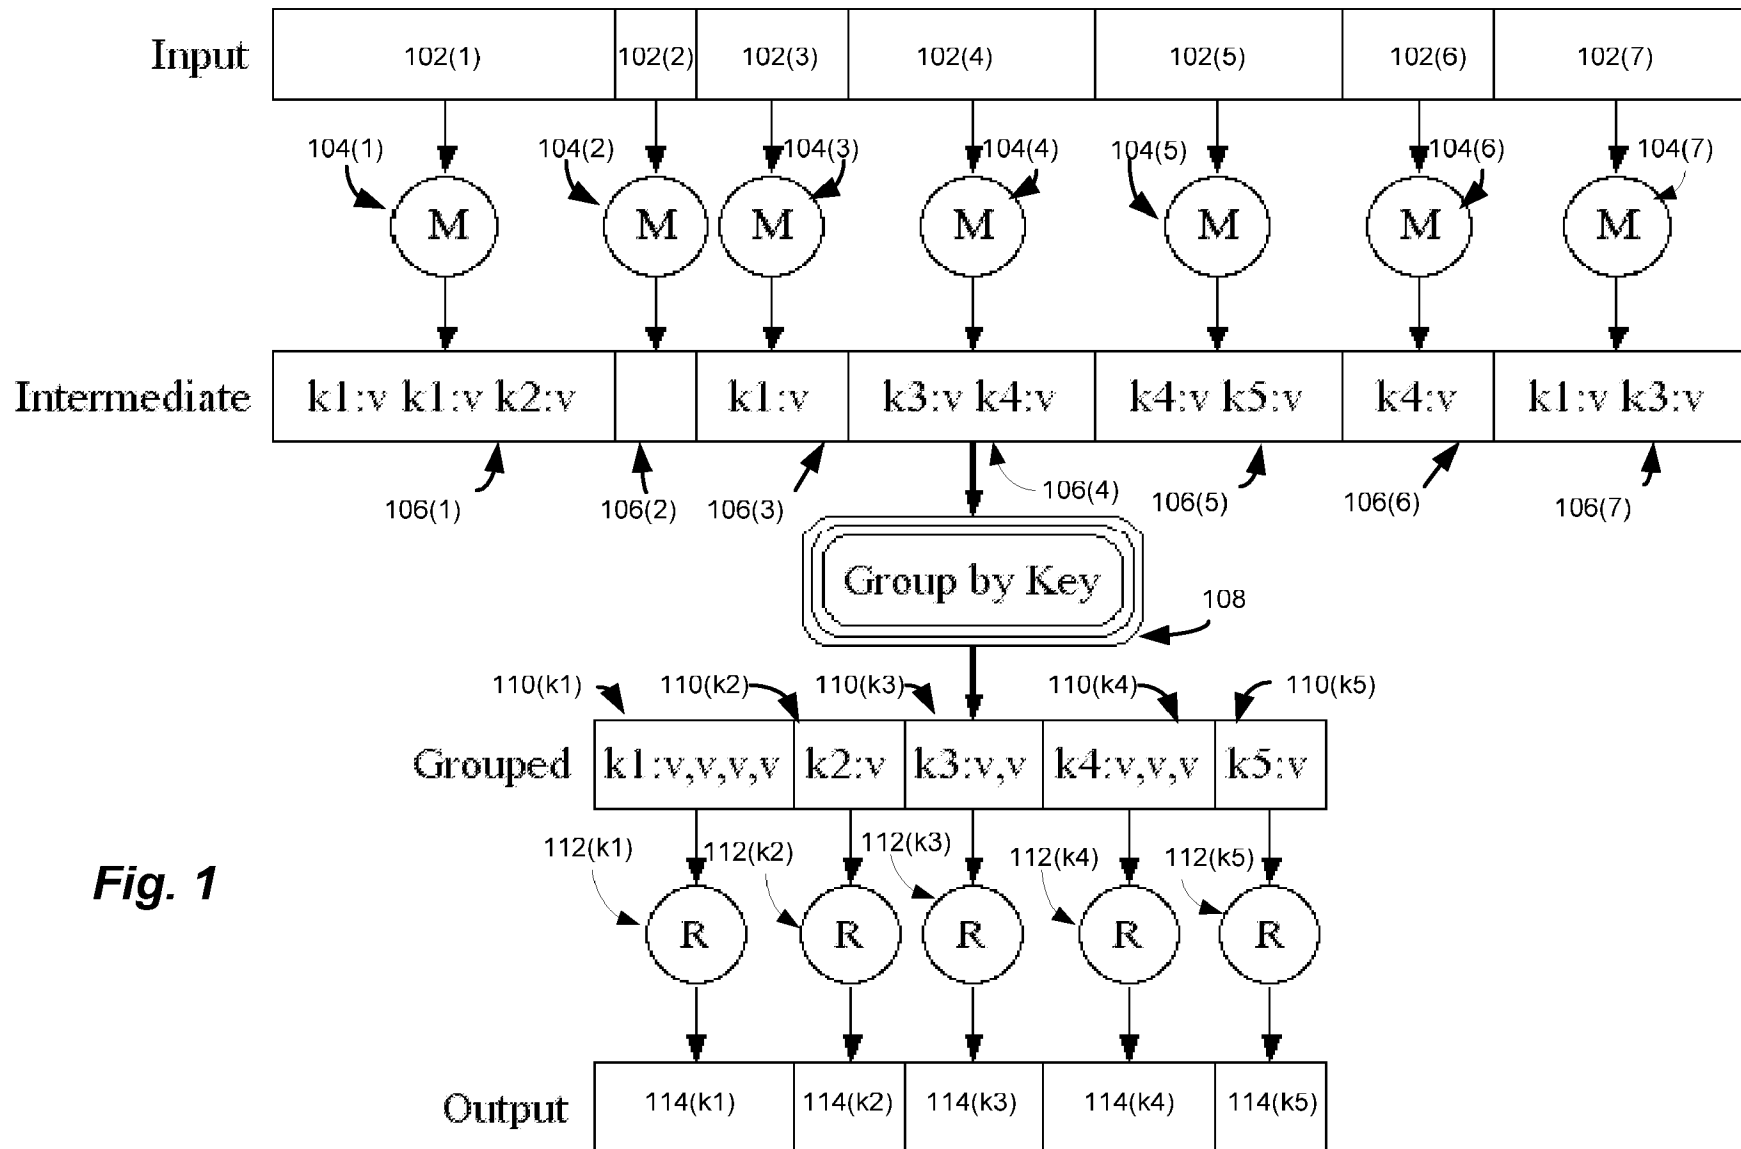 Input 102(1) 102(2) 102(3) 102(4) 102(5) 102(6) 102(7)
104(1) 104(2) 104(3) 104(4) 104(5) 104(6) 104(7)
M M M M M M M
Intermediate k1:v k1:v k2:v k1:v k3:v k4:v k4:v k5:v k4:v k1:v k3:v
106(1) 106(2) 106(3) 106(4) 106(5) 106(6) 106(7)
Group by Key
108
110(k1) 110(k2) 110(k3) 110(k4) 110(k5)
Grouped k1:v,v,v,v k2:v k3:v,v k4:v,v,v k5:v
112(k1) 112(k2) 112(k3) 112(k4) 112(k5)
Fig. 1
R R R R R
Output 114(k1) 114(k2) 114(k3) 114(k4) 114(k5)